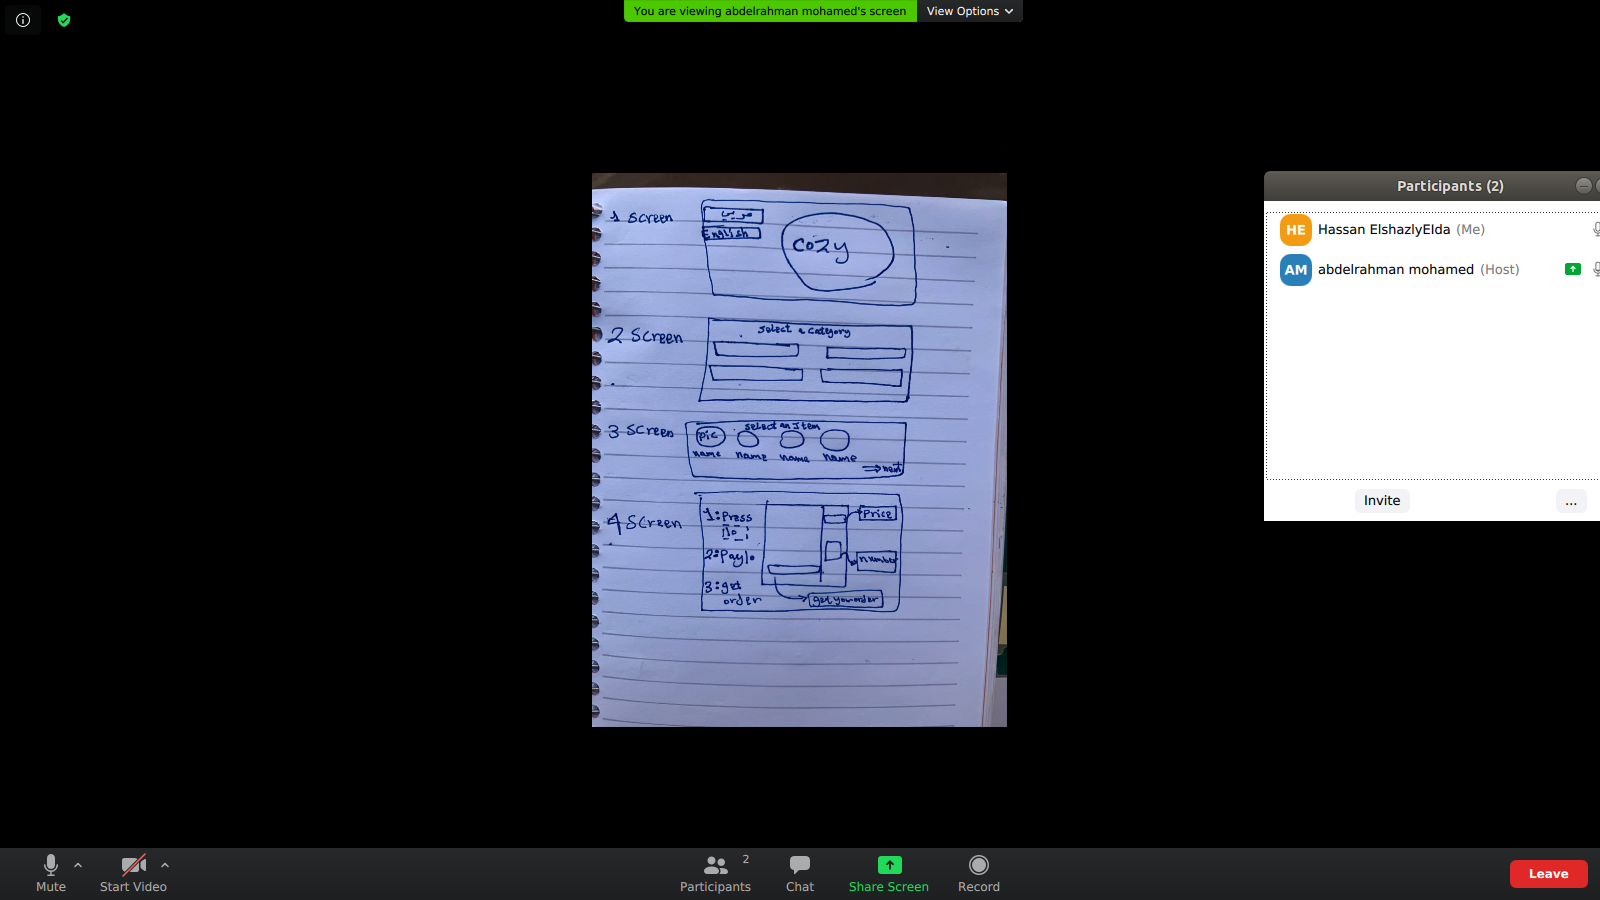 You are viewing abdelrahman mohamed's screen View Options
1 Screen
عربي
English
cozy
2 Screen
Select a category
3 Screen
Select an Item
pic
name name name name
⇒ next
4 Screen
1: Press
no
2: Pay
3: get
order
Price
number
get your order
Participants (2)
HE Hassan ElshazlyElda (Me)
AM abdelrahman mohamed (Host)
Invite ...
Mute Start Video Participants 2 Chat Share Screen Record Leave